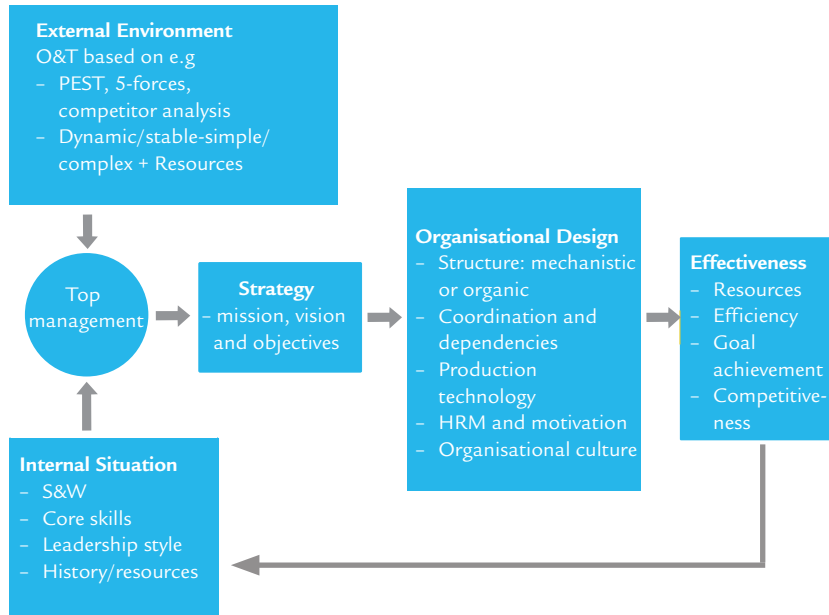 External Environment
O&T based on e.g
– PEST, 5-forces,
competitor analysis
– Dynamic/stable-simple/
complex + Resources
Top
management
Strategy
– mission, vision
and objectives
Organisational Design
– Structure: mechanistic
or organic
– Coordination and
dependencies
– Production
technology
– HRM and motivation
– Organisational culture
Effectiveness
– Resources
– Efficiency
– Goal
achievement
– Competitive-
ness
Internal Situation
– S&W
– Core skills
– Leadership style
– History/resources